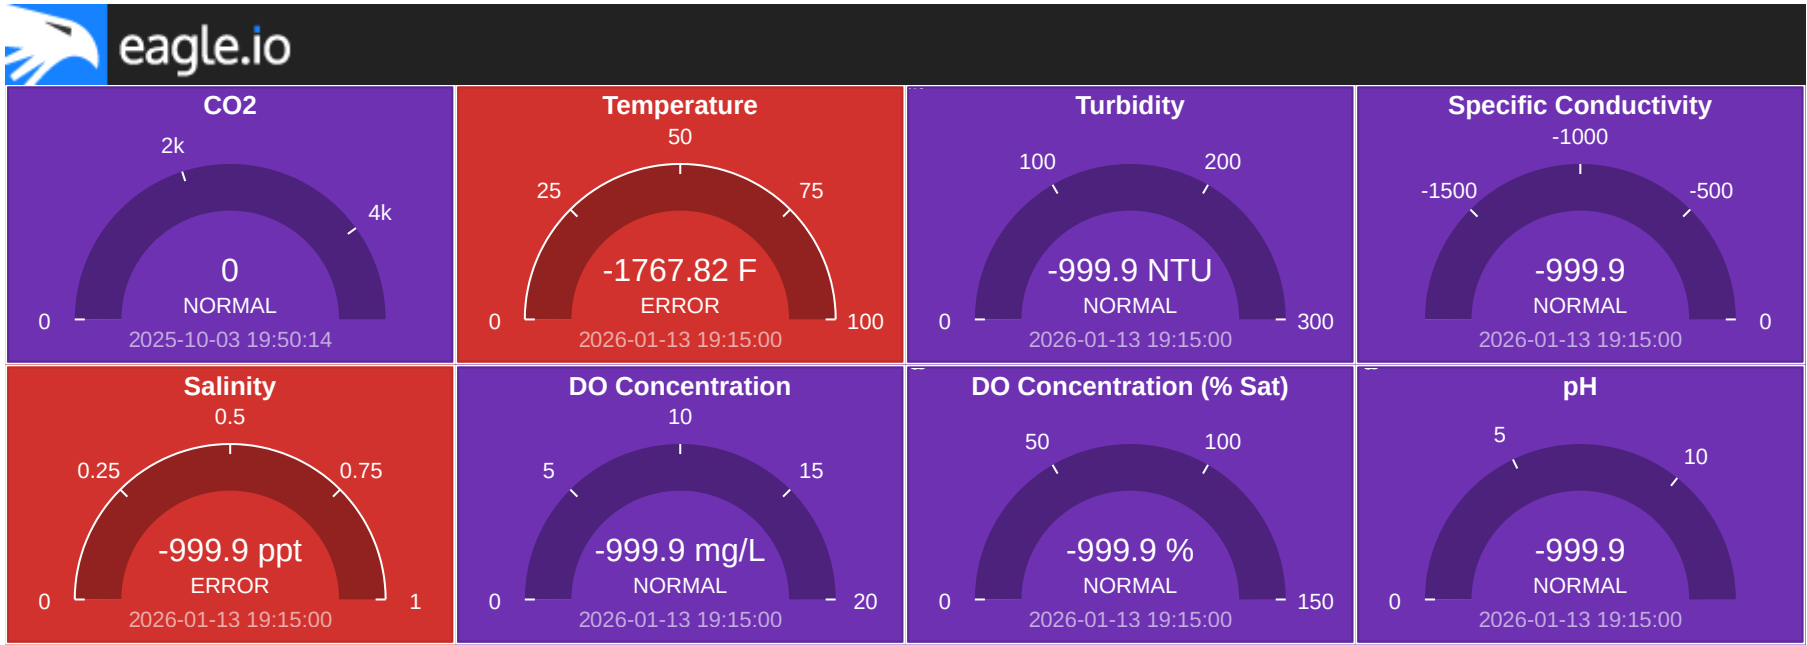 eagle.io
CO2
2k
4k
0
0
NORMAL
2025-10-03 19:50:14
Temperature
50
25
75
-1767.82 F
ERROR
0
100
2026-01-13 19:15:00
Turbidity
100
200
-999.9 NTU
NORMAL
0
300
2026-01-13 19:15:00
Specific Conductivity
-1000
-1500
-500
-999.9
NORMAL
0
2026-01-13 19:15:00
Salinity
0.5
0.25
0.75
-999.9 ppt
ERROR
0
1
2026-01-13 19:15:00
DO Concentration
10
5
15
-999.9 mg/L
NORMAL
0
20
2026-01-13 19:15:00
DO Concentration (% Sat)
50
100
-999.9 %
NORMAL
0
150
2026-01-13 19:15:00
pH
5
10
-999.9
NORMAL
0
2026-01-13 19:15:00